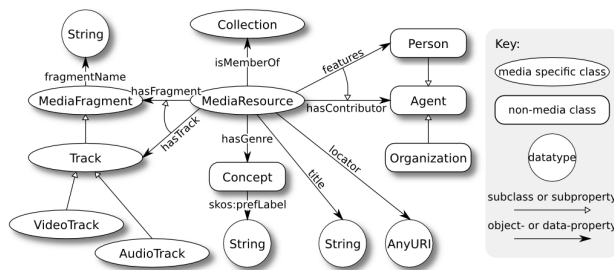 Collection
String
isMemberOf
features
Person
fragmentName
MediaFragment
hasFragment
MediaResource
hasContributor
Agent
hasTrack
hasGenre
Track
Concept
title
locator
Organization
skos:prefLabel
VideoTrack
AudioTrack
String
String
AnyURI
Key:
media specific class
non-media class
datatype
subclass or subproperty
object- or data-property